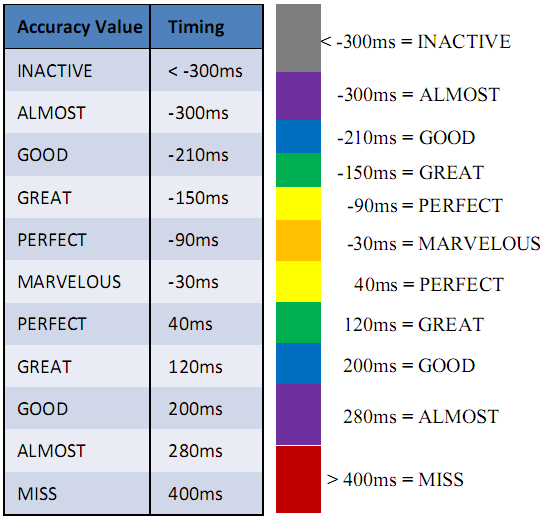 Accuracy Value Timing
INACTIVE < -300ms
ALMOST -300ms
GOOD -210ms
GREAT -150ms
PERFECT -90ms
MARVELOUS -30ms
PERFECT 40ms
GREAT 120ms
GOOD 200ms
ALMOST 280ms
MISS 400ms
< -300ms = INACTIVE
-300ms = ALMOST
-210ms = GOOD
-150ms = GREAT
-90ms = PERFECT
-30ms = MARVELOUS
40ms = PERFECT
120ms = GREAT
200ms = GOOD
280ms = ALMOST
> 400ms = MISS